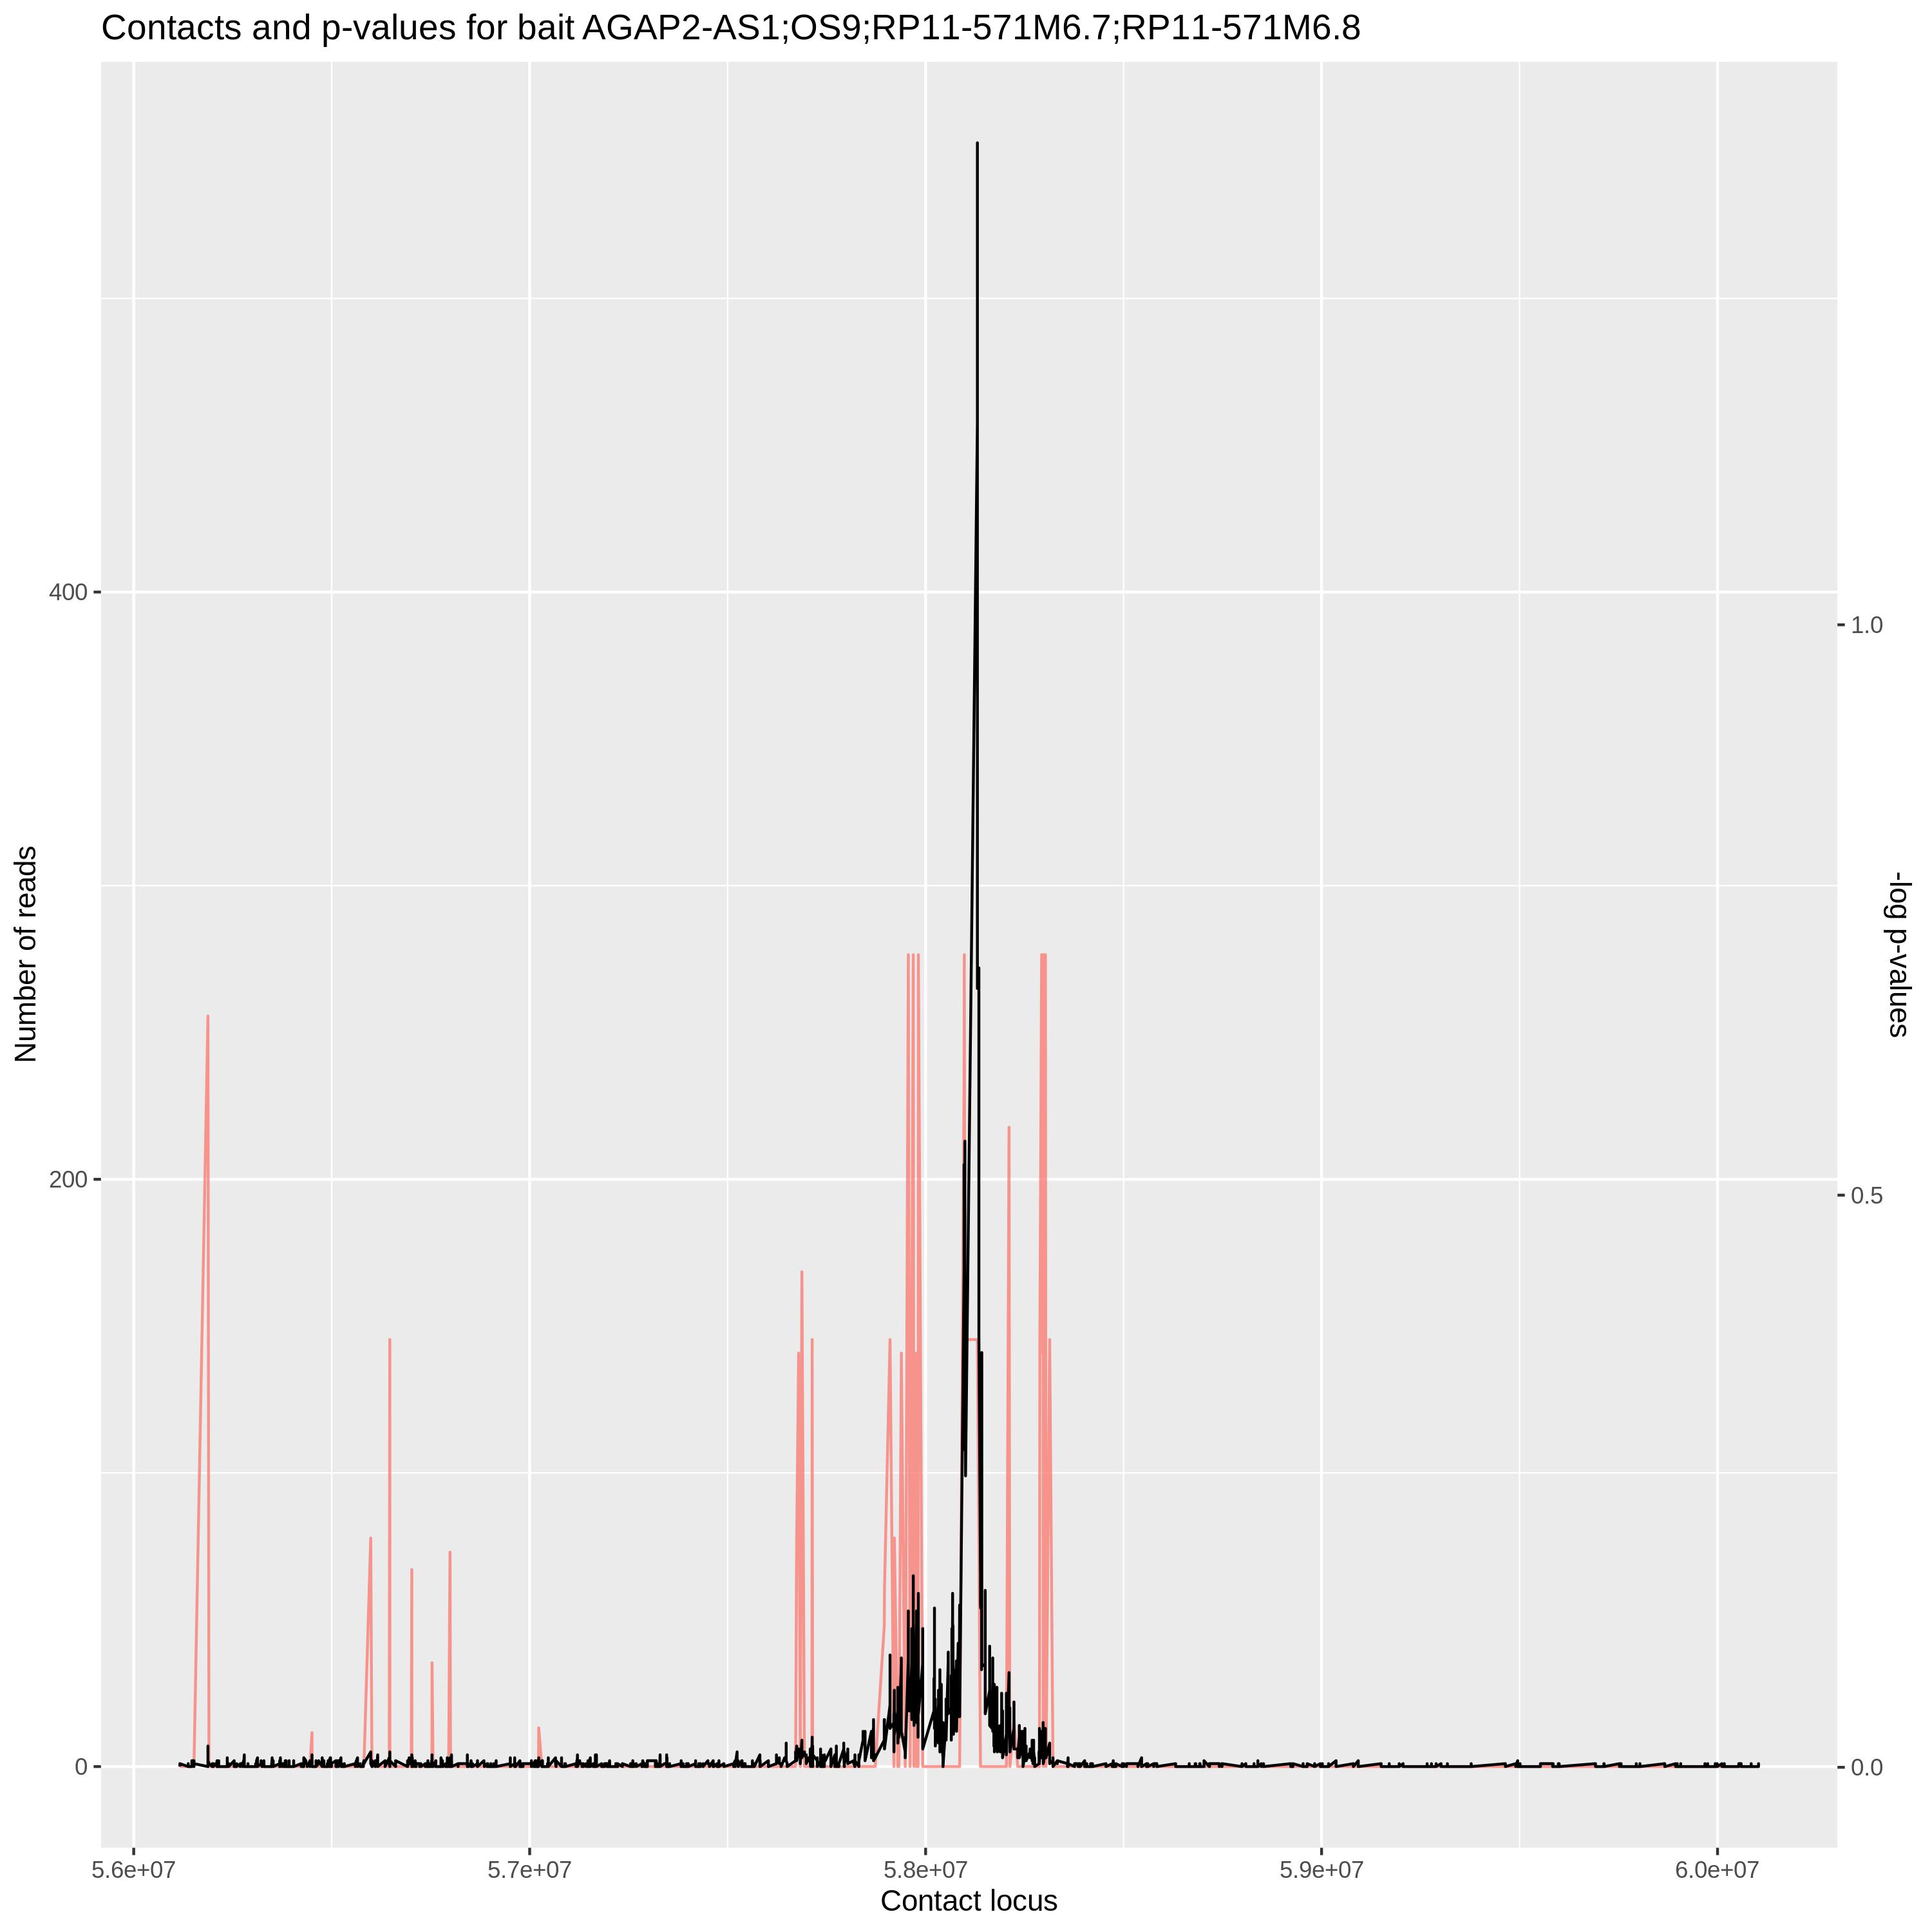 Contacts and p-values for bait AGAP2-AS1;OS9;RP11-571M6.7;RP11-571M6.8
Number of reads
400
200
0
1.0
0.5
0.0
-log p-values
5.6e+07
5.7e+07
5.8e+07
5.9e+07
6.0e+07
Contact locus